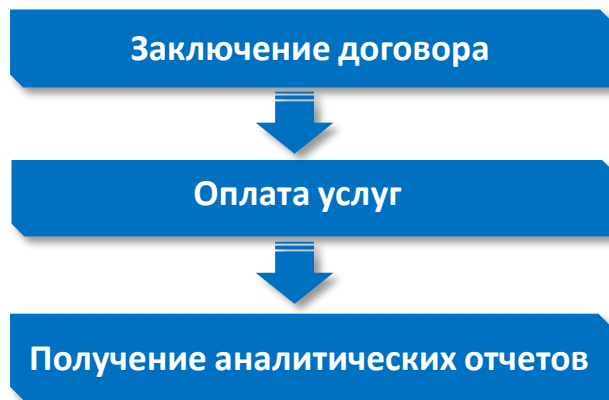 Заключение договора
Оплата услуг
Получение аналитических отчетов